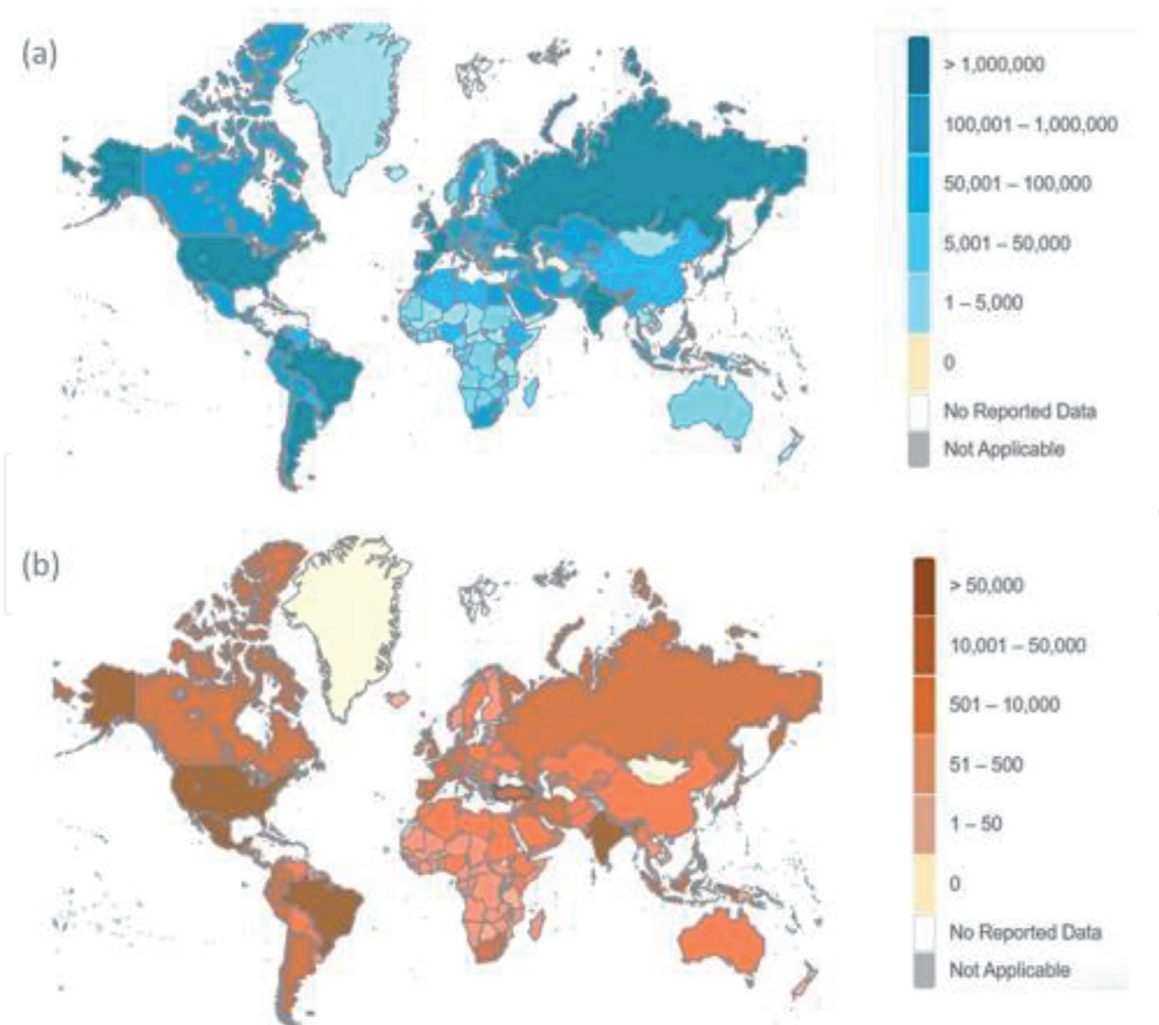 (a)
> 1,000,000
100,001 – 1,000,000
50,001 – 100,000
5,001 – 50,000
1 – 5,000
0
No Reported Data
Not Applicable
(b)
> 50,000
10,001 – 50,000
501 – 10,000
51 – 500
1 – 50
0
No Reported Data
Not Applicable